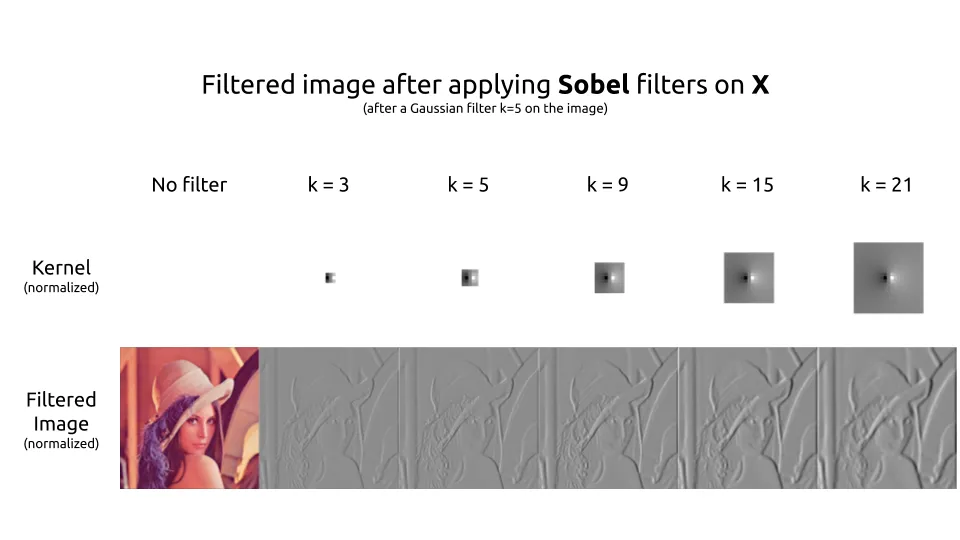 Filtered image after applying Sobel filters on X
(after a Gaussian filter k=5 on the image)
No filter
k = 3
k = 5
k = 9
k = 15
k = 21
Kernel
(normalized)
Filtered
Image
(normalized)